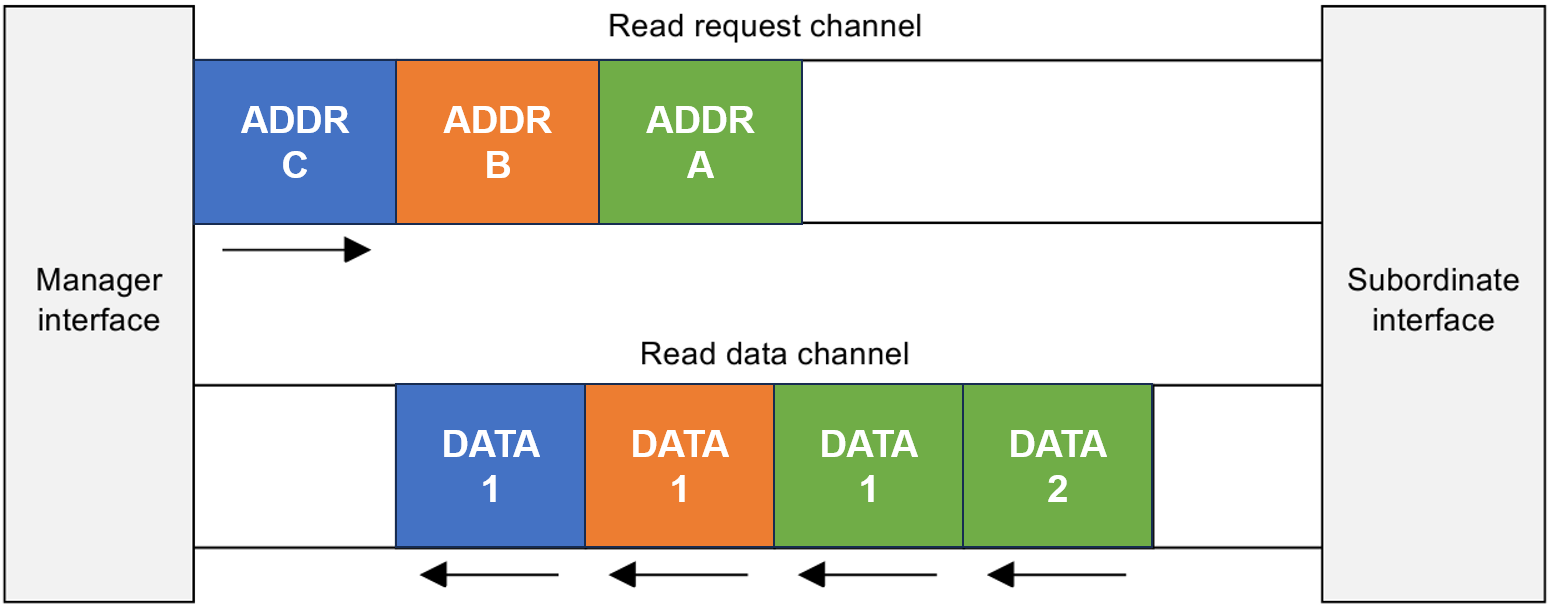 Read request channel
ADDR
C
ADDR
B
ADDR
A
Manager
interface
Subordinate
interface
Read data channel
DATA
1
DATA
1
DATA
1
DATA
2